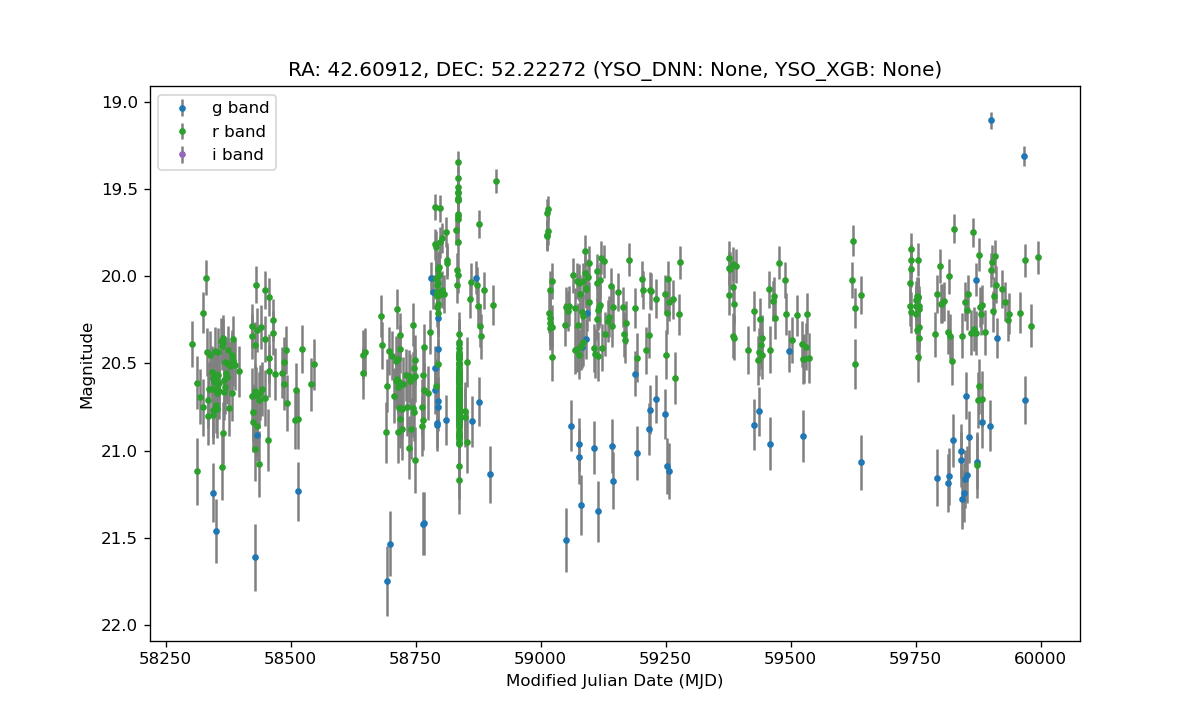 RA: 42.60912, DEC: 52.22272 (YSO_DNN: None, YSO_XGB: None)
g band
r band
i band
19.0
19.5
20.0
20.5
21.0
21.5
22.0
Magnitude
58250 58500 58750 59000 59250 59500 59750 60000
Modified Julian Date (MJD)